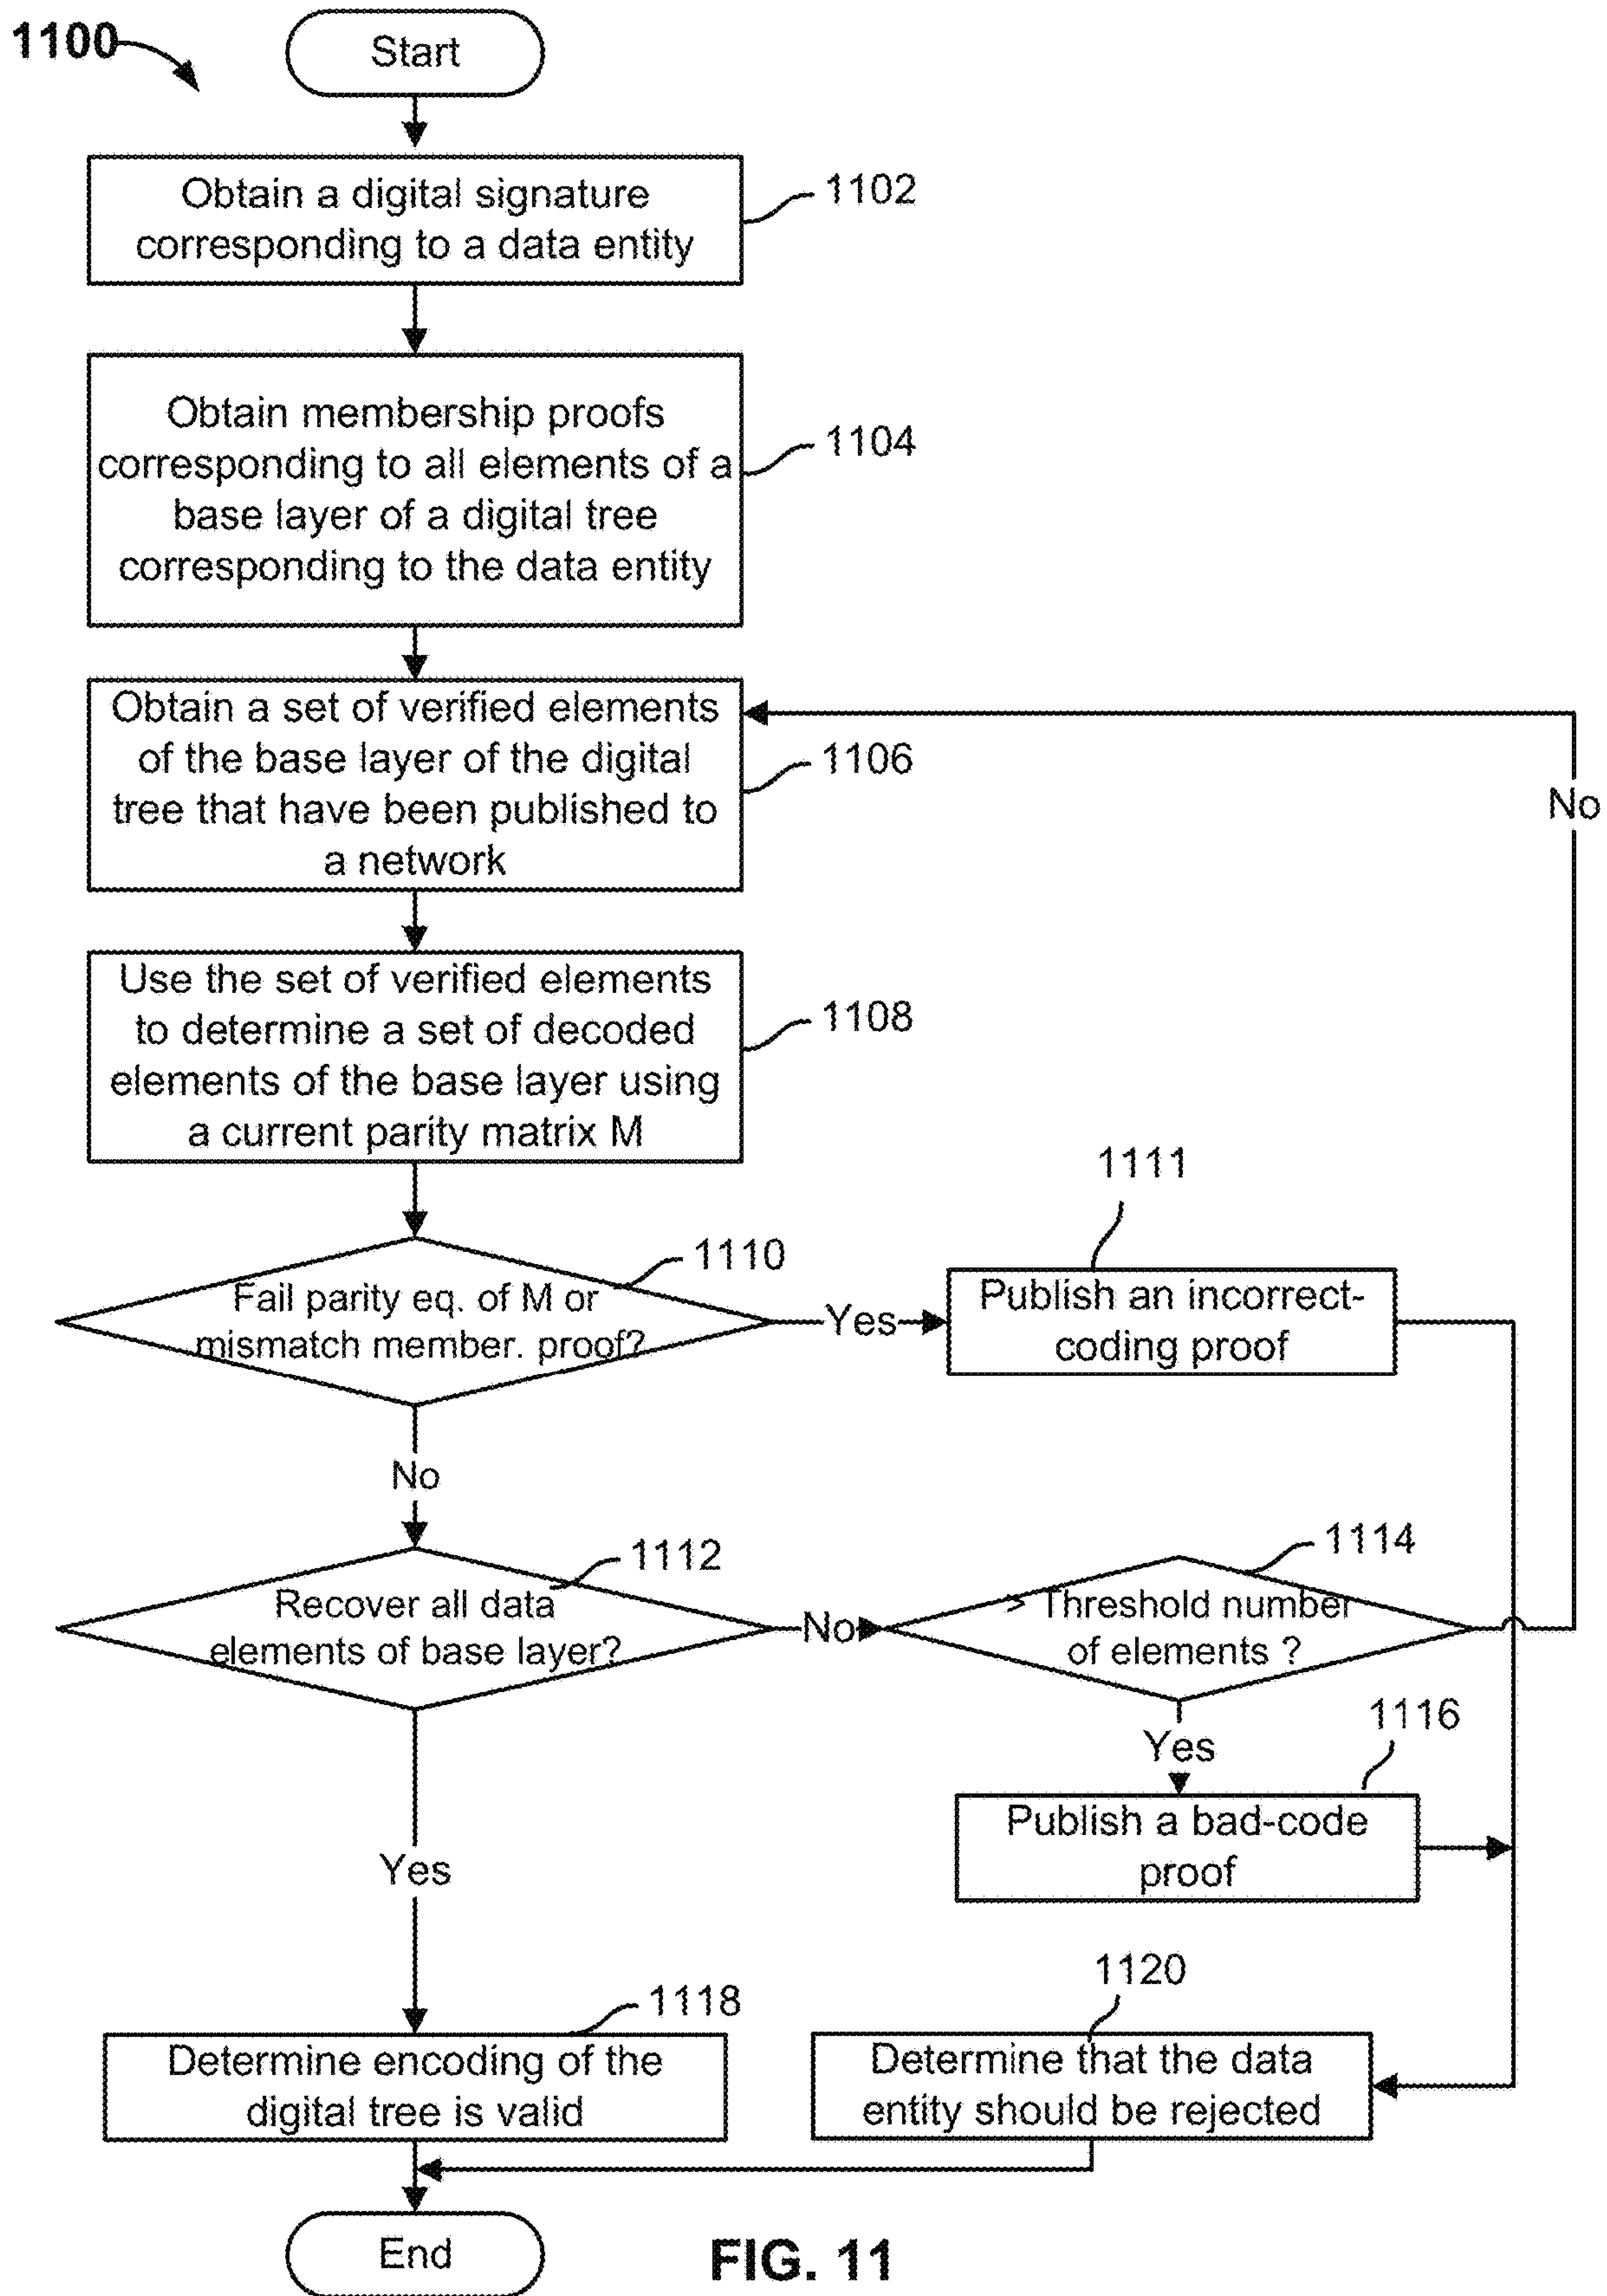 1100
Start
Obtain a digital signature
corresponding to a data entity
1102
Obtain membership proofs
corresponding to all elements of a
base layer of a digital tree
corresponding to the data entity
1104
Obtain a set of verified elements
of the base layer of the digital
tree that have been published to
a network
1106
No
Use the set of verified elements
to determine a set of decoded
elements of the base layer using
a current parity matrix M
1108
Fail parity eq. of M or
mismatch member. proof?
1110
Yes
1111
Publish an incorrect-
coding proof
No
Recover all data
elements of base layer?
1112
No
> Threshold number
of elements ?
1114
Yes
1116
Publish a bad-code
proof
Yes
1118
Determine encoding of the
digital tree is valid
1120
Determine that the data
entity should be rejected
End
FIG. 11